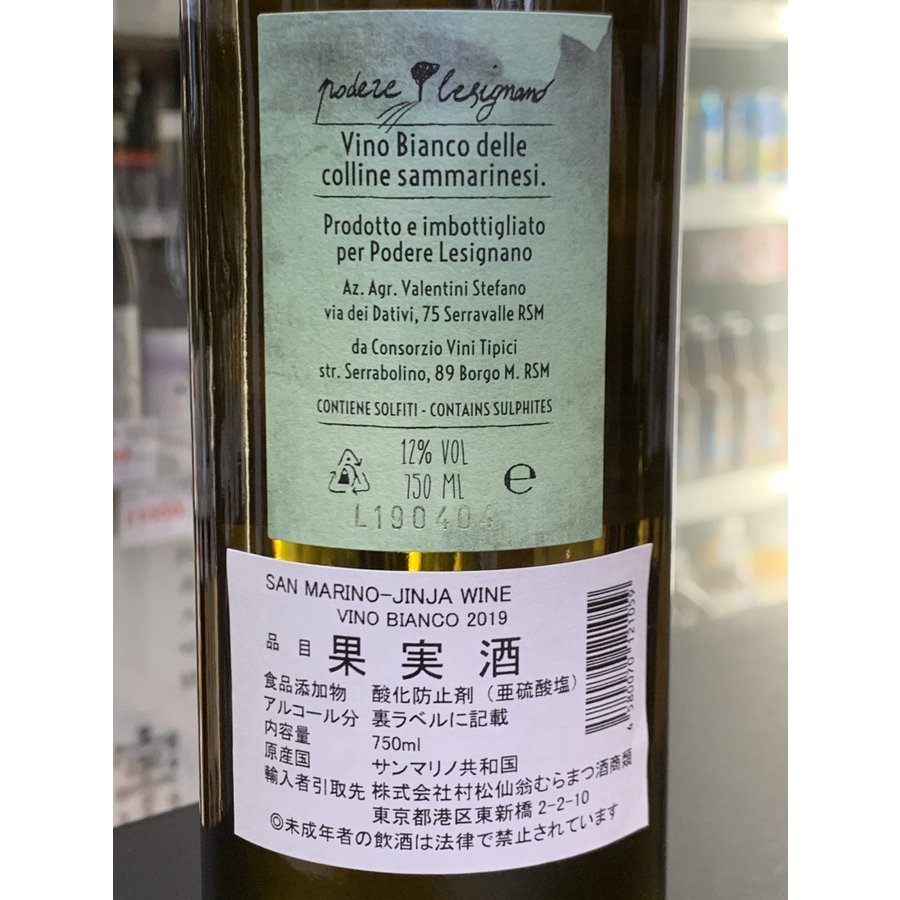 podere lesignano
Vino Bianco delle
colline sammarinesi.
Prodotto e imbottigliato
per Podere Lesignano
Az. Agr. Valentini Stefano
via dei Dativi, 75 Serravalle RSM
da Consorzio Vini Tipici
str. Serrabolino, 89 Borgo M. RSM
CONTIENE SOLFITI - CONTAINS SULPHITES
12% VOL
750 ML
e
L190404
SAN MARINO-JINJA WINE
VINO BIANCO 2019
品目 果実酒
食品添加物 酸化防止剤(亜硫酸塩)
アルコール分 裏ラベルに記載
内容量 750ml
原産国 サンマリノ共和国
輸入者引取先 株式会社村松仙翁むらまつ酒商類
東京都港区東新橋2-2-10
◎未成年者の飲酒は法律で禁止されています
4580070121059